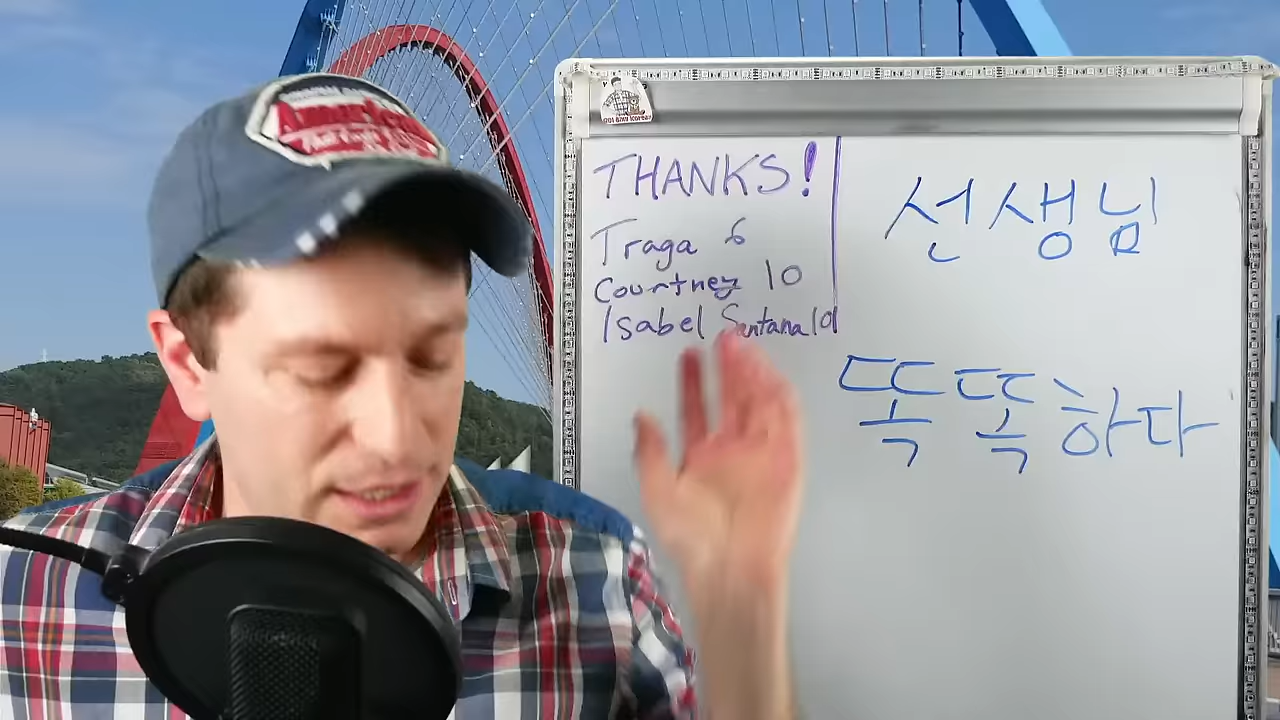 THANKS!
Traga 6
Courtney 10
Isabel Santana 10
선생님
똑똑하다